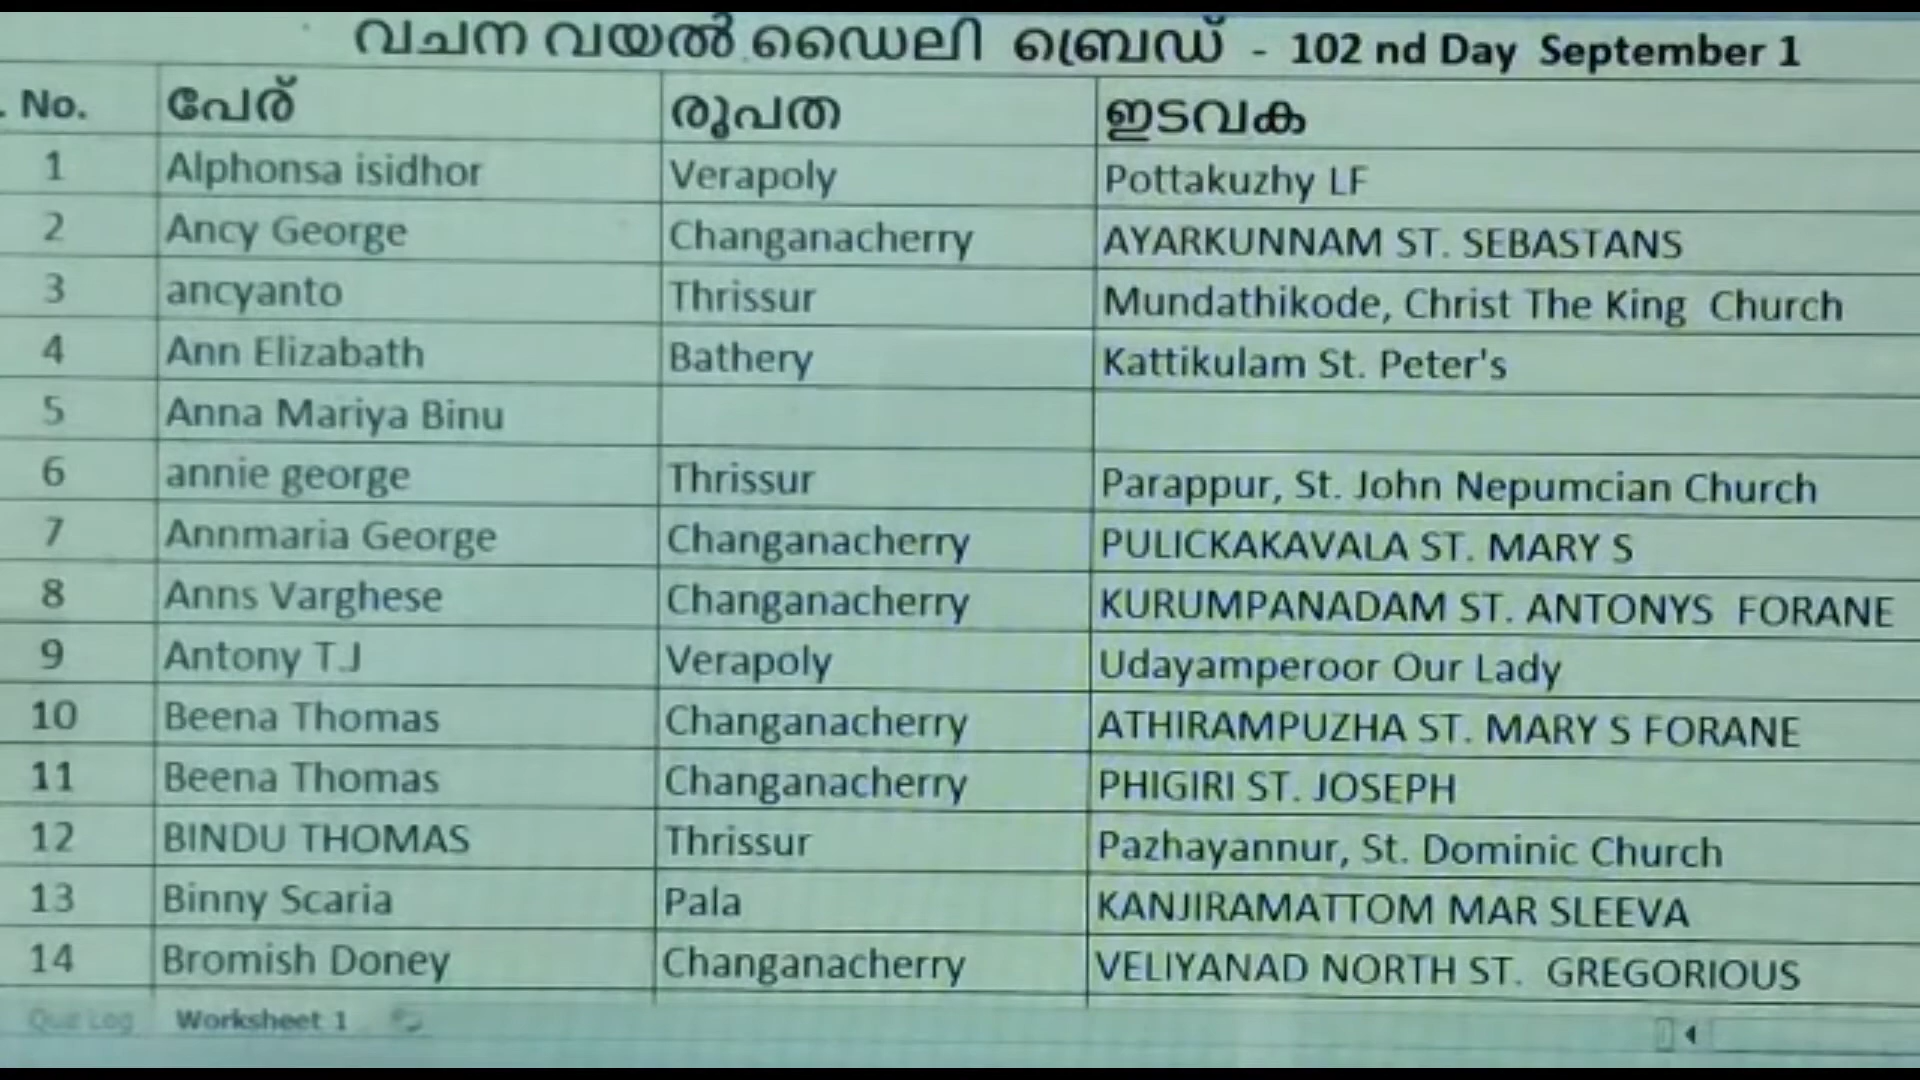 വചന വയൽ ഡൈലി ബ്രെഡ് - 102 nd Day September 1
. No. പേര് രൂപത ഇടവക
1 Alphonsa isidhor Verapoly Pottakuzhy LF
2 Ancy George Changanacherry AYARKUNNAM ST. SEBASTANS
3 ancyanto Thrissur Mundathikode, Christ The King Church
4 Ann Elizabath Bathery Kattikulam St. Peter's
5 Anna Mariya Binu
6 annie george Thrissur Parappur, St. John Nepumcian Church
7 Annmaria George Changanacherry PULICKAKAVALA ST. MARY S
8 Anns Varghese Changanacherry KURUMPANADAM ST. ANTONYS FORANE
9 Antony T.J Verapoly Udayamperoor Our Lady
10 Beena Thomas Changanacherry ATHIRAMPUZHA ST. MARY S FORANE
11 Beena Thomas Changanacherry PHIGIRI ST. JOSEPH
12 BINDU THOMAS Thrissur Pazhayannur, St. Dominic Church
13 Binny Scaria Pala KANJIRAMATTOM MAR SLEEVA
14 Bromish Doney Changanacherry VELIYANAD NORTH ST. GREGORIOUS
Quiz Log Worksheet 1